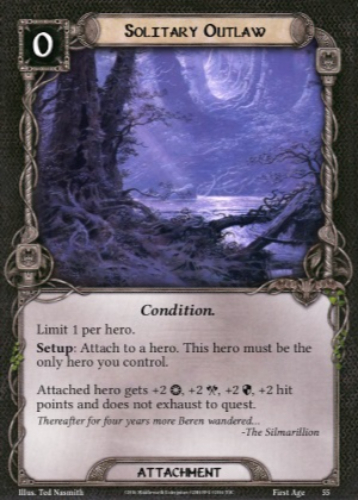 0
SOLITARY OUTLAW
Condition.
Limit 1 per hero.
Setup: Attach to a hero. This hero must be the
only hero you control.
Attached hero gets +2, +2, +2, +2 hit
points and does not exhaust to quest.
Thereafter for four years more Beren wandered...
-The Silmarillion
ATTACHMENT
Illus. Ted Nasmith
First Age
55